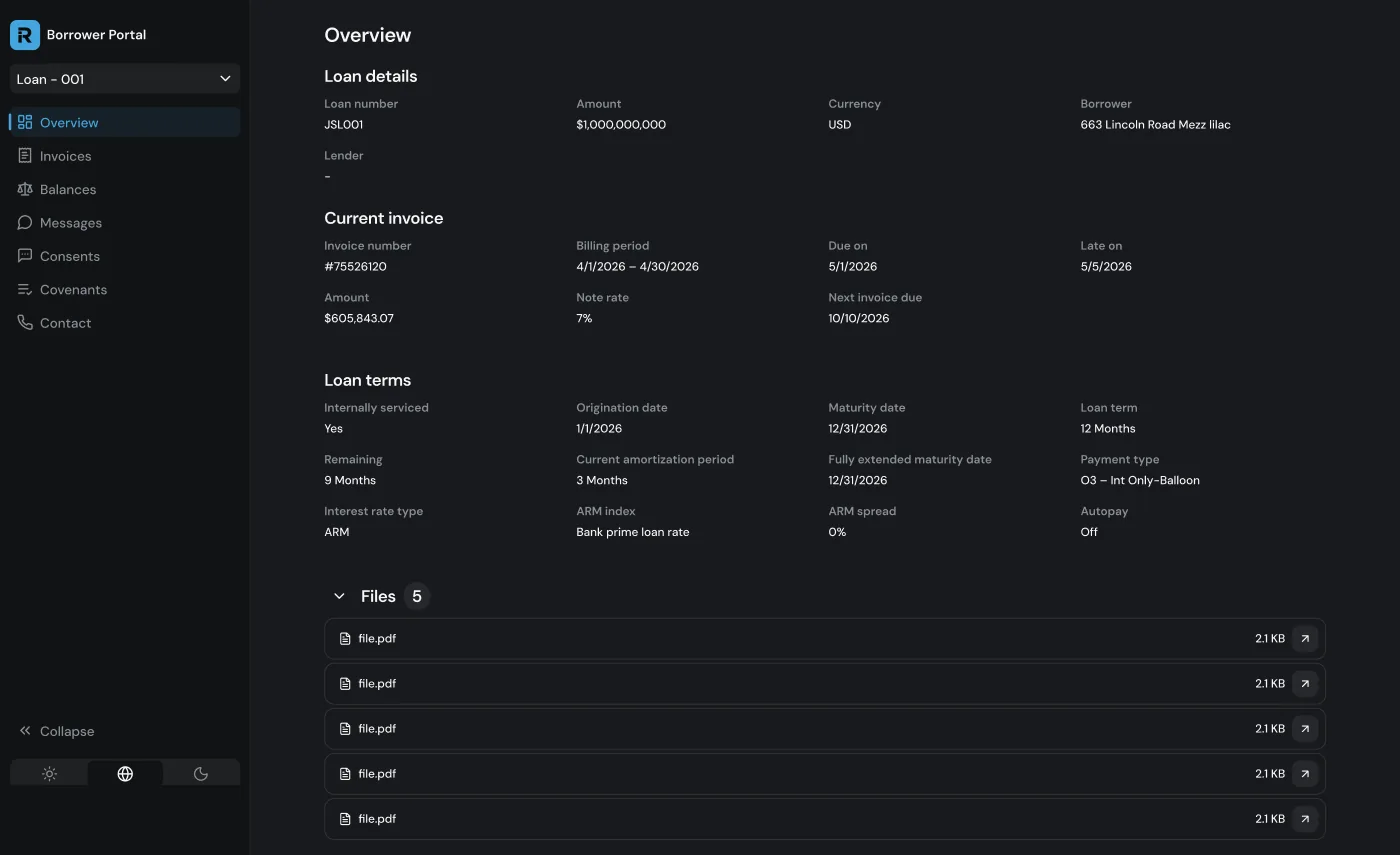 R Borrower Portal
Loan - 001
Overview
Invoices
Balances
Messages
Consents
Covenants
Contact
Collapse
Overview
Loan details
Loan number Amount Currency Borrower
JSL001 $1,000,000,000 USD 663 Lincoln Road Mezz lilac
Lender
-
Current invoice
Invoice number Billing period Due on Late on
#75526120 4/1/2026 – 4/30/2026 5/1/2026 5/5/2026
Amount Note rate Next invoice due
$605,843.07 7% 10/10/2026
Loan terms
Internally serviced Origination date Maturity date Loan term
Yes 1/1/2026 12/31/2026 12 Months
Remaining Current amortization period Fully extended maturity date Payment type
9 Months 3 Months 12/31/2026 O3 – Int Only-Balloon
Interest rate type ARM index ARM spread Autopay
ARM Bank prime loan rate 0% Off
Files 5
file.pdf 2.1 KB
file.pdf 2.1 KB
file.pdf 2.1 KB
file.pdf 2.1 KB
file.pdf 2.1 KB